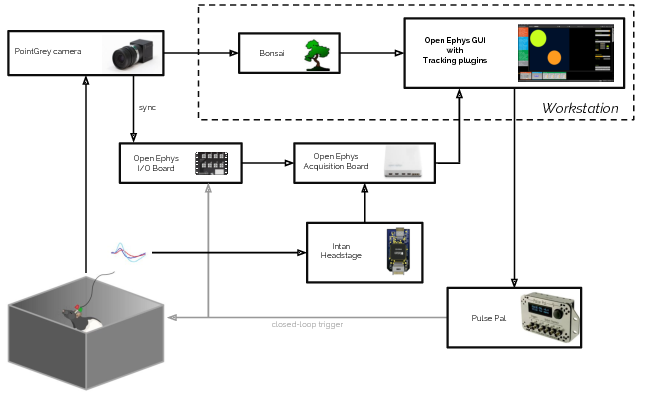 PointGrey camera
Bonsai
Open Ephys GUI
with
Tracking plugins
Workstation
sync
Open Ephys
I/O Board
Open Ephys
Acquisition Board
Intan
Headstage
Pulse Pal
closed-loop trigger